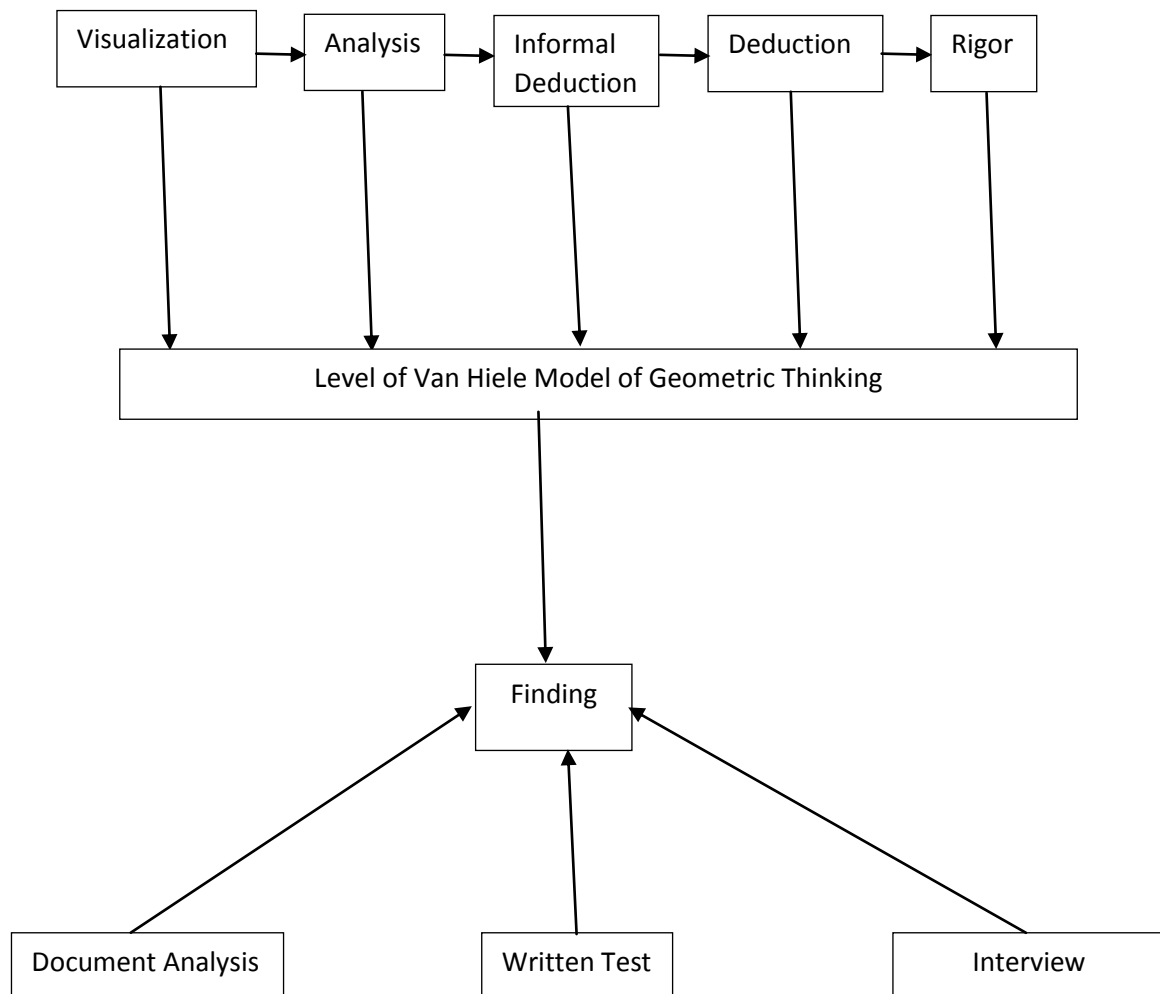 Visualization
Analysis
Informal
Deduction
Deduction
Rigor
Level of Van Hiele Model of Geometric Thinking
Finding
Document Analysis
Written Test
Interview